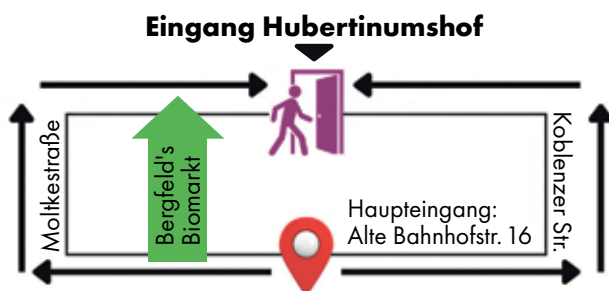 Eingang Hubertinumshof
Moltkestraße
Bergfeld's
Biomarkt
Haupteingang:
Alte Bahnhofstr. 16
Koblenzer Str.